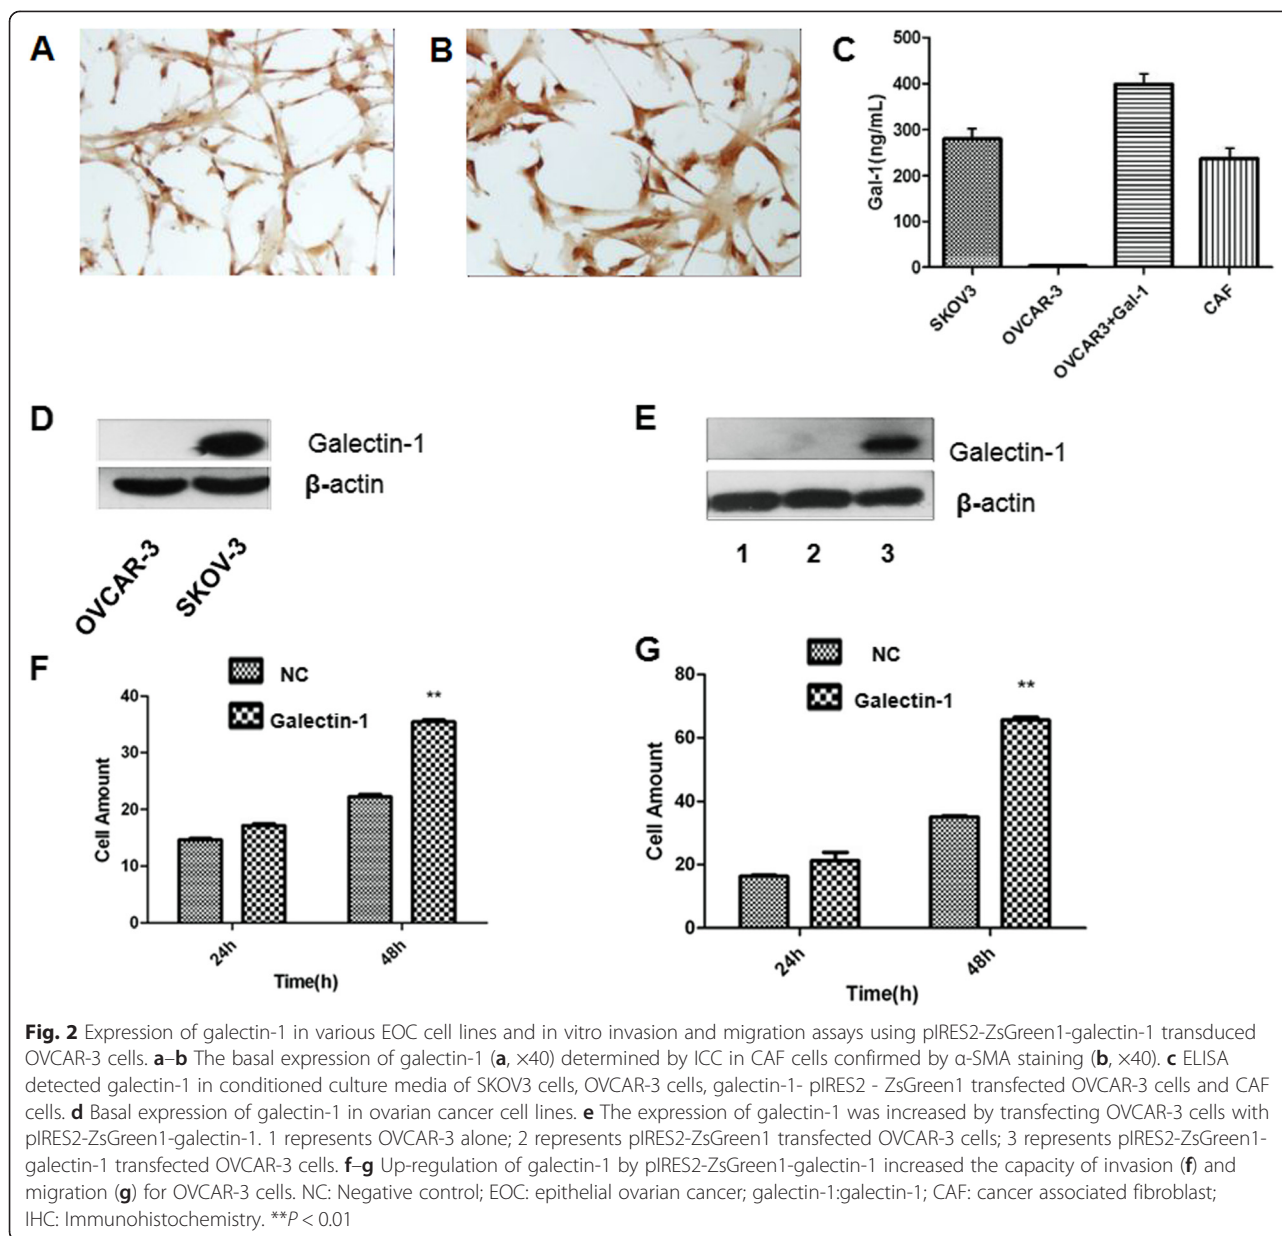 A
B
C
500
400
300
200
100
0
Gal-1(ng/mL)
SKOV3
OVCAR-3
OVCAR3+Gal-1
CAF
D
Galectin-1
β-actin
OVCAR-3
SKOV-3
E
Galectin-1
β-actin
1 2 3
F
NC
Galectin-1
**
40
30
20
10
0
Cell Amount
24h
48h
Time(h)
G
NC
Galectin-1
**
80
60
40
20
0
Cell Amount
24h
48h
Time(h)
Fig. 2 Expression of galectin-1 in various EOC cell lines and in vitro invasion and migration assays using pIRES2-ZsGreen1-galectin-1 transduced
OVCAR-3 cells. a–b The basal expression of galectin-1 (a, ×40) determined by ICC in CAF cells confirmed by α-SMA staining (b, ×40). c ELISA
detected galectin-1 in conditioned culture media of SKOV3 cells, OVCAR-3 cells, galectin-1- pIRES2 - ZsGreen1 transfected OVCAR-3 cells and CAF
cells. d Basal expression of galectin-1 in ovarian cancer cell lines. e The expression of galectin-1 was increased by transfecting OVCAR-3 cells with
pIRES2-ZsGreen1-galectin-1. 1 represents OVCAR-3 alone; 2 represents pIRES2-ZsGreen1 transfected OVCAR-3 cells; 3 represents pIRES2-ZsGreen1-
galectin-1 transfected OVCAR-3 cells. f–g Up-regulation of galectin-1 by pIRES2-ZsGreen1-galectin-1 increased the capacity of invasion (f) and
migration (g) for OVCAR-3 cells. NC: Negative control; EOC: epithelial ovarian cancer; galectin-1:galectin-1; CAF: cancer associated fibroblast;
IHC: Immunohistochemistry. **P < 0.01